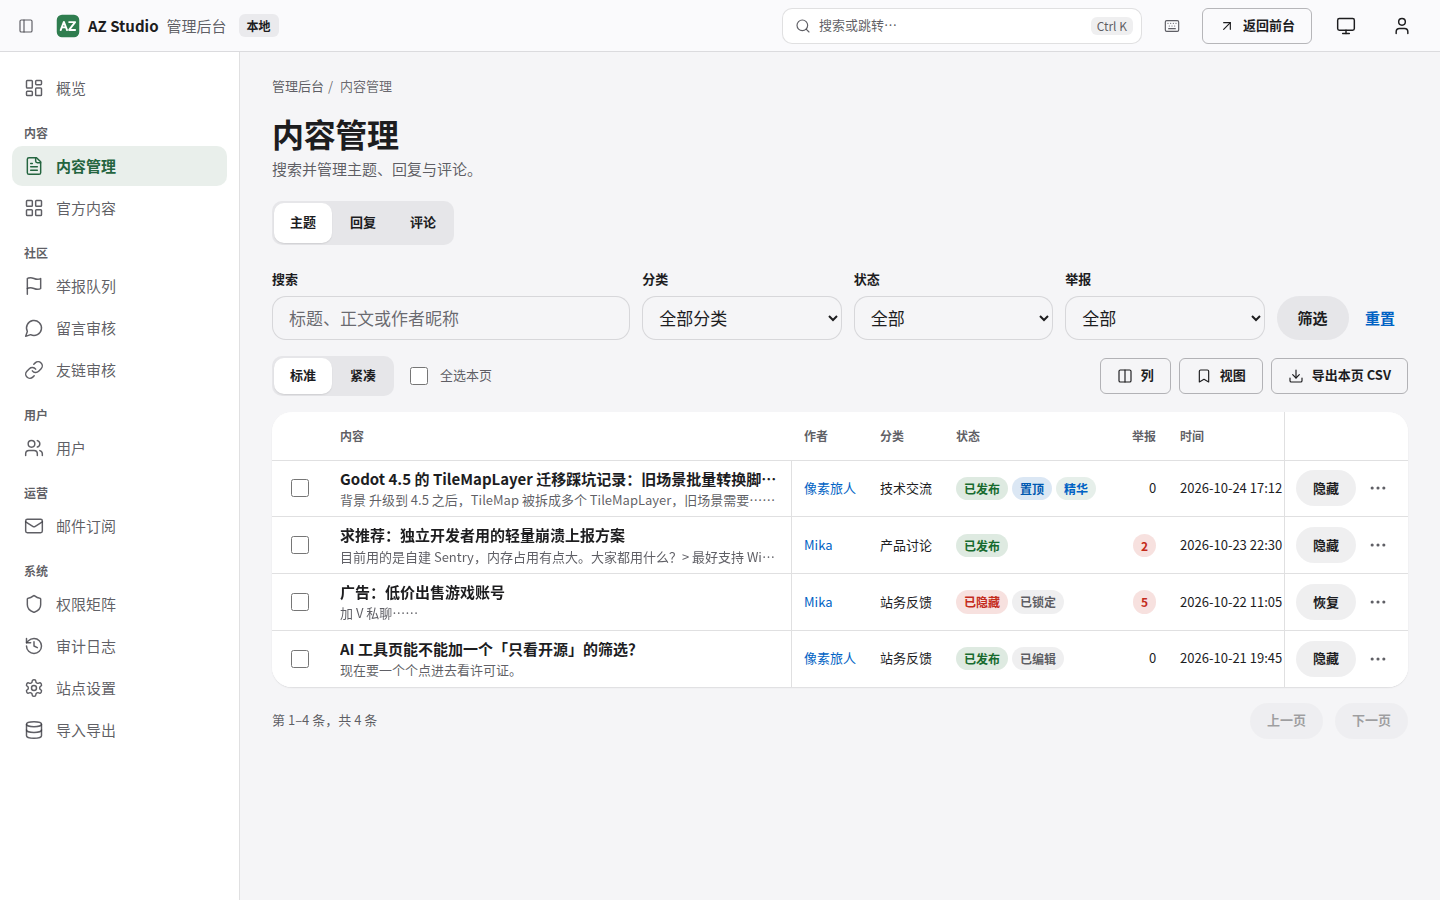 AZ AZ Studio 管理后台 本地 搜索或跳转… Ctrl K 返回前台
概览
内容
内容管理
官方内容
社区
举报队列
留言审核
友链审核
用户
用户
运营
邮件订阅
系统
权限矩阵
审计日志
站点设置
导入导出
管理后台 / 内容管理
内容管理
搜索并管理主题、回复与评论。
主题 回复 评论
搜索 分类 状态 举报
标题、正文或作者昵称 全部分类 全部 全部 筛选 重置
标准 紧凑 全选本页 列 视图 导出本页 CSV
内容 作者 分类 状态 举报 时间
Godot 4.5 的 TileMapLayer 迁移踩坑记录：旧场景批量转换脚… 像素旅人 技术交流 已发布 置顶 精华 0 2026-10-24 17:12 隐藏
背景 升级到 4.5 之后，TileMap 被拆成多个 TileMapLayer，旧场景需要……
求推荐：独立开发者用的轻量崩溃上报方案 Mika 产品讨论 已发布 2 2026-10-23 22:30 隐藏
目前用的是自建 Sentry，内存占用有点大。大家都用什么？> 最好支持 Wi…
广告：低价出售游戏账号 Mika 站务反馈 已隐藏 已锁定 5 2026-10-22 11:05 恢复
加 V 私聊……
AI 工具页能不能加一个「只看开源」的筛选？ 像素旅人 站务反馈 已发布 已编辑 0 2026-10-21 19:45 隐藏
现在要一个个点进去看许可证。
第 1–4 条，共 4 条 上一页 下一页